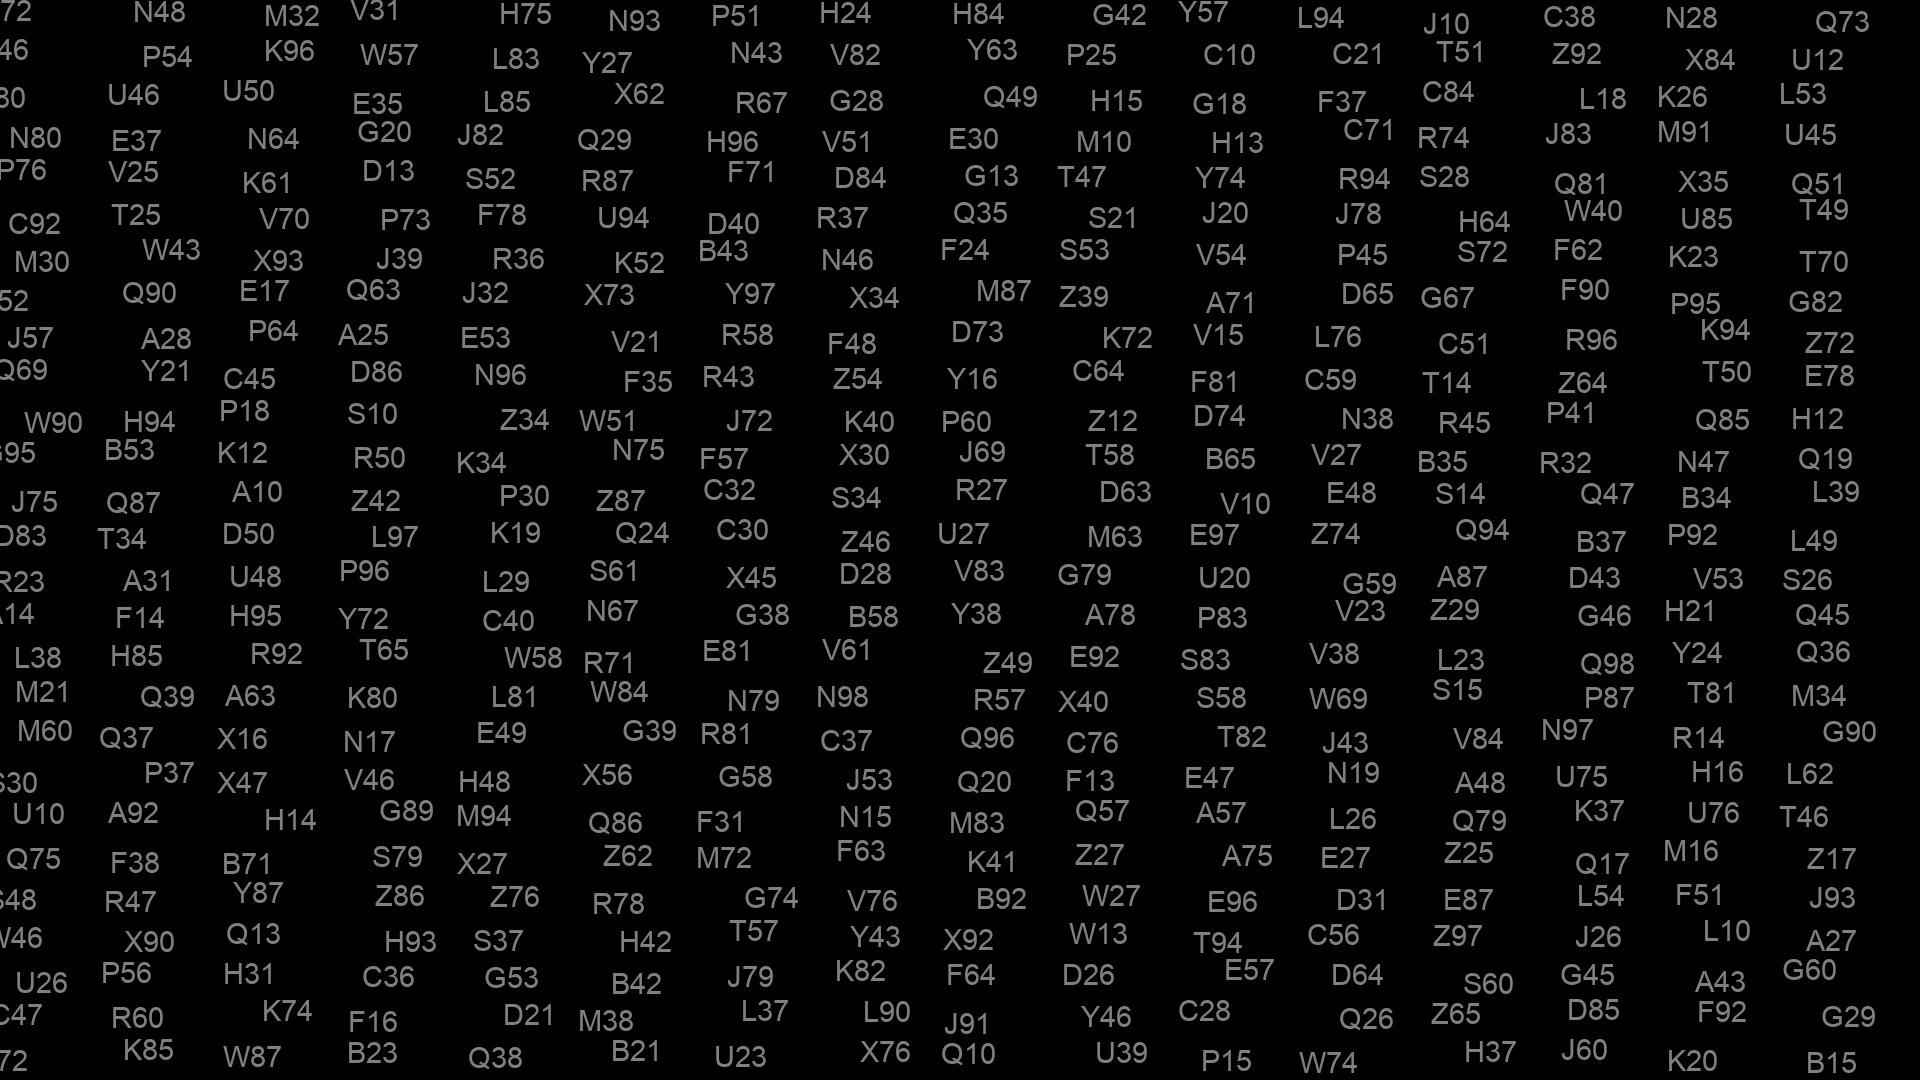 72 N48 M32 V31 H75 N93 P51 H24 H84 G42 Y57 L94 J10 C38 N28 Q73
46 P54 K96 W57 L83 Y27 N43 V82 Y63 P25 C10 C21 T51 Z92 X84 U12
80 U46 U50 E35 L85 X62 R67 G28 Q49 H15 G18 F37 C84 L18 K26 L53
N80 E37 N64 G20 J82 Q29 H96 V51 E30 M10 H13 C71 R74 J83 M91 U45
P76 V25 K61 D13 S52 R87 F71 D84 G13 T47 Y74 R94 S28 Q81 X35 Q51
C92 T25 V70 P73 F78 U94 D40 R37 Q35 S21 J20 J78 H64 W40 U85 T49
M30 W43 X93 J39 R36 K52 B43 N46 F24 S53 V54 P45 S72 F62 K23 T70
52 Q90 E17 Q63 J32 X73 Y97 X34 M87 Z39 A71 D65 G67 F90 P95 G82
J57 A28 P64 A25 E53 V21 R58 F48 D73 K72 V15 L76 C51 R96 K94 Z72
Q69 Y21 C45 D86 N96 F35 R43 Z54 Y16 C64 F81 C59 T14 Z64 T50 E78
W90 H94 P18 S10 Z34 W51 J72 K40 P60 Z12 D74 N38 R45 P41 Q85 H12
95 B53 K12 R50 K34 N75 F57 X30 J69 T58 B65 V27 B35 R32 N47 Q19
J75 Q87 A10 Z42 P30 Z87 C32 S34 R27 D63 V10 E48 S14 Q47 B34 L39
D83 T34 D50 L97 K19 Q24 C30 Z46 U27 M63 E97 Z74 Q94 B37 P92 L49
R23 A31 U48 P96 L29 S61 X45 D28 V83 G79 U20 G59 A87 D43 V53 S26
14 F14 H95 Y72 C40 N67 G38 B58 Y38 A78 P83 V23 Z29 G46 H21 Q45
L38 H85 R92 T65 W58 R71 E81 V61 Z49 E92 S83 V38 L23 Q98 Y24 Q36
M21 Q39 A63 K80 L81 W84 N79 N98 R57 X40 S58 W69 S15 P87 T81 M34
M60 Q37 X16 N17 E49 G39 R81 C37 Q96 C76 T82 J43 V84 N97 R14 G90
S30 P37 X47 V46 H48 X56 G58 J53 Q20 F13 E47 N19 A48 U75 H16 L62
U10 A92 H14 G89 M94 Q86 F31 N15 M83 Q57 A57 L26 Q79 K37 U76 T46
Q75 F38 B71 S79 X27 Z62 M72 F63 K41 Z27 A75 E27 Z25 Q17 M16 Z17
48 R47 Y87 Z86 Z76 R78 G74 V76 B92 W27 E96 D31 E87 L54 F51 J93
W46 X90 Q13 H93 S37 H42 T57 Y43 X92 W13 T94 C56 Z97 J26 L10 A27
U26 P56 H31 C36 G53 B42 J79 K82 F64 D26 E57 D64 S60 G45 A43 G60
C47 R60 K74 F16 D21 M38 L37 L90 J91 Y46 C28 Q26 Z65 D85 F92 G29
72 K85 W87 B23 Q38 B21 U23 X76 Q10 U39 P15 W74 H37 J60 K20 B15